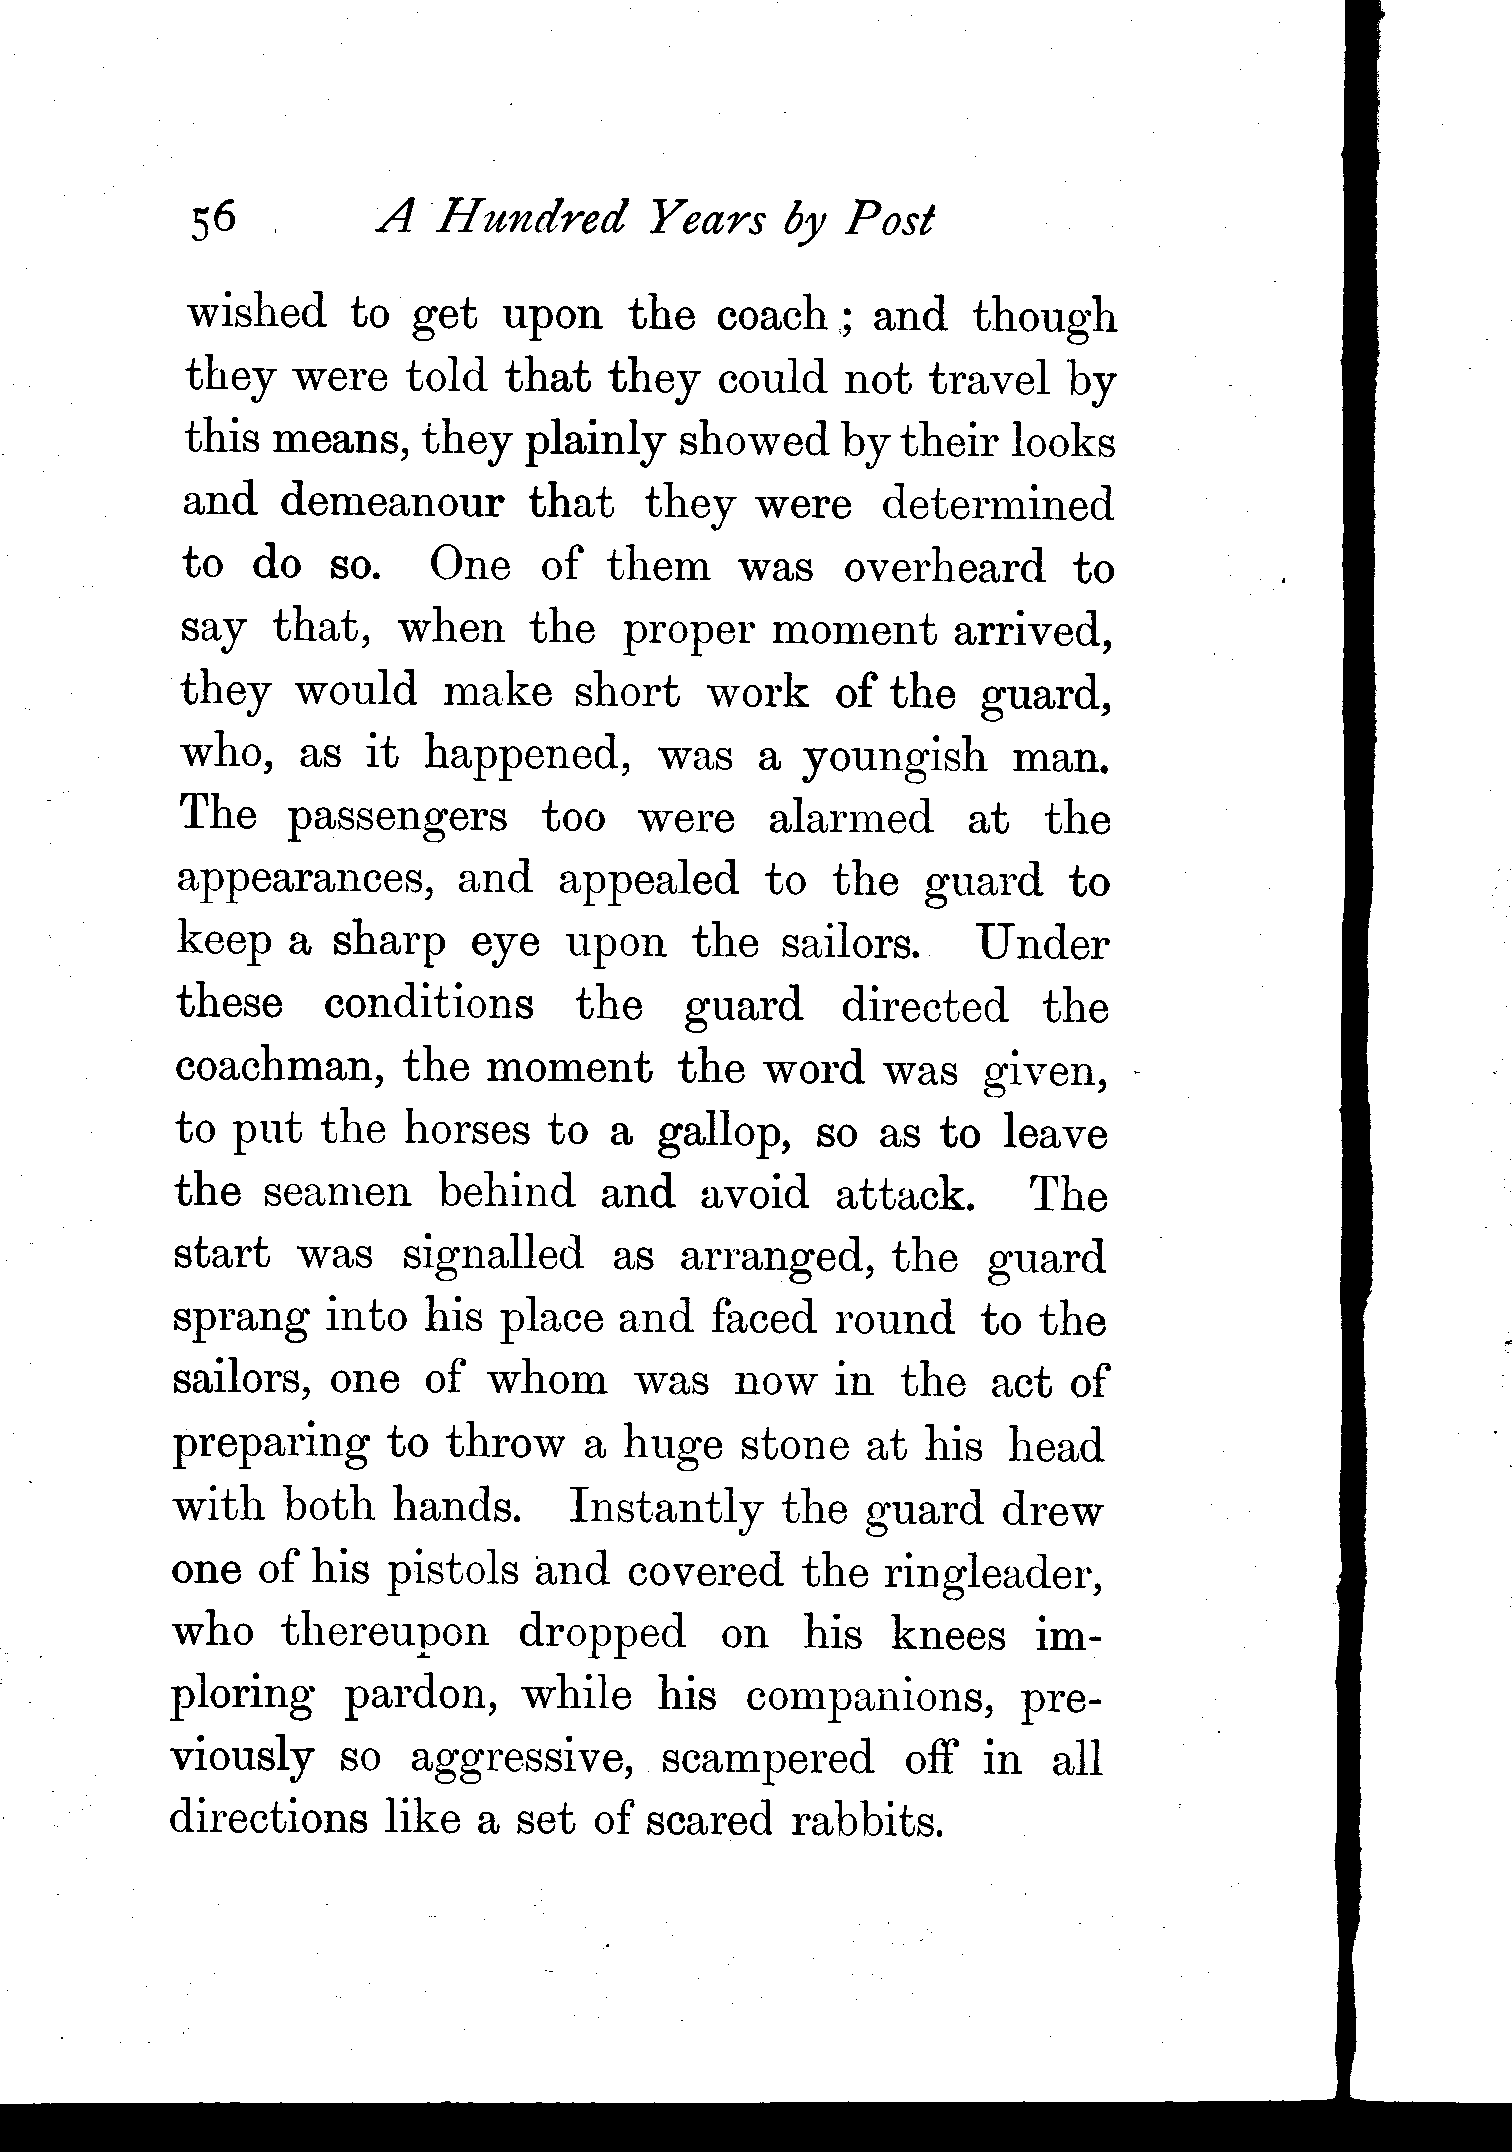 56 A Hundred Years by Post
wished to get upon the coach ; and though
they were told that they could not travel by
this means, they plainly showed by their looks
and demeanour that they were determined
to do so. One of them was overheard to
say that, when the proper moment arrived,
they would make short work of the guard,
who, as it happened, was a youngish man.
The passengers too were alarmed at the
appearances, and appealed to the guard to
keep a sharp eye upon the sailors. Under
these conditions the guard directed the
coachman, the moment the word was given,
to put the horses to a gallop, so as to leave
the seamen behind and avoid attack. The
start was signalled as arranged, the guard
sprang into his place and faced round to the
sailors, one of whom was now in the act of
preparing to throw a huge stone at his head
with both hands. Instantly the guard drew
one of his pistols and covered the ringleader,
who thereupon dropped on his knees im-
ploring pardon, while his companions, pre-
viously so aggressive, scampered off in all
directions like a set of scared rabbits.